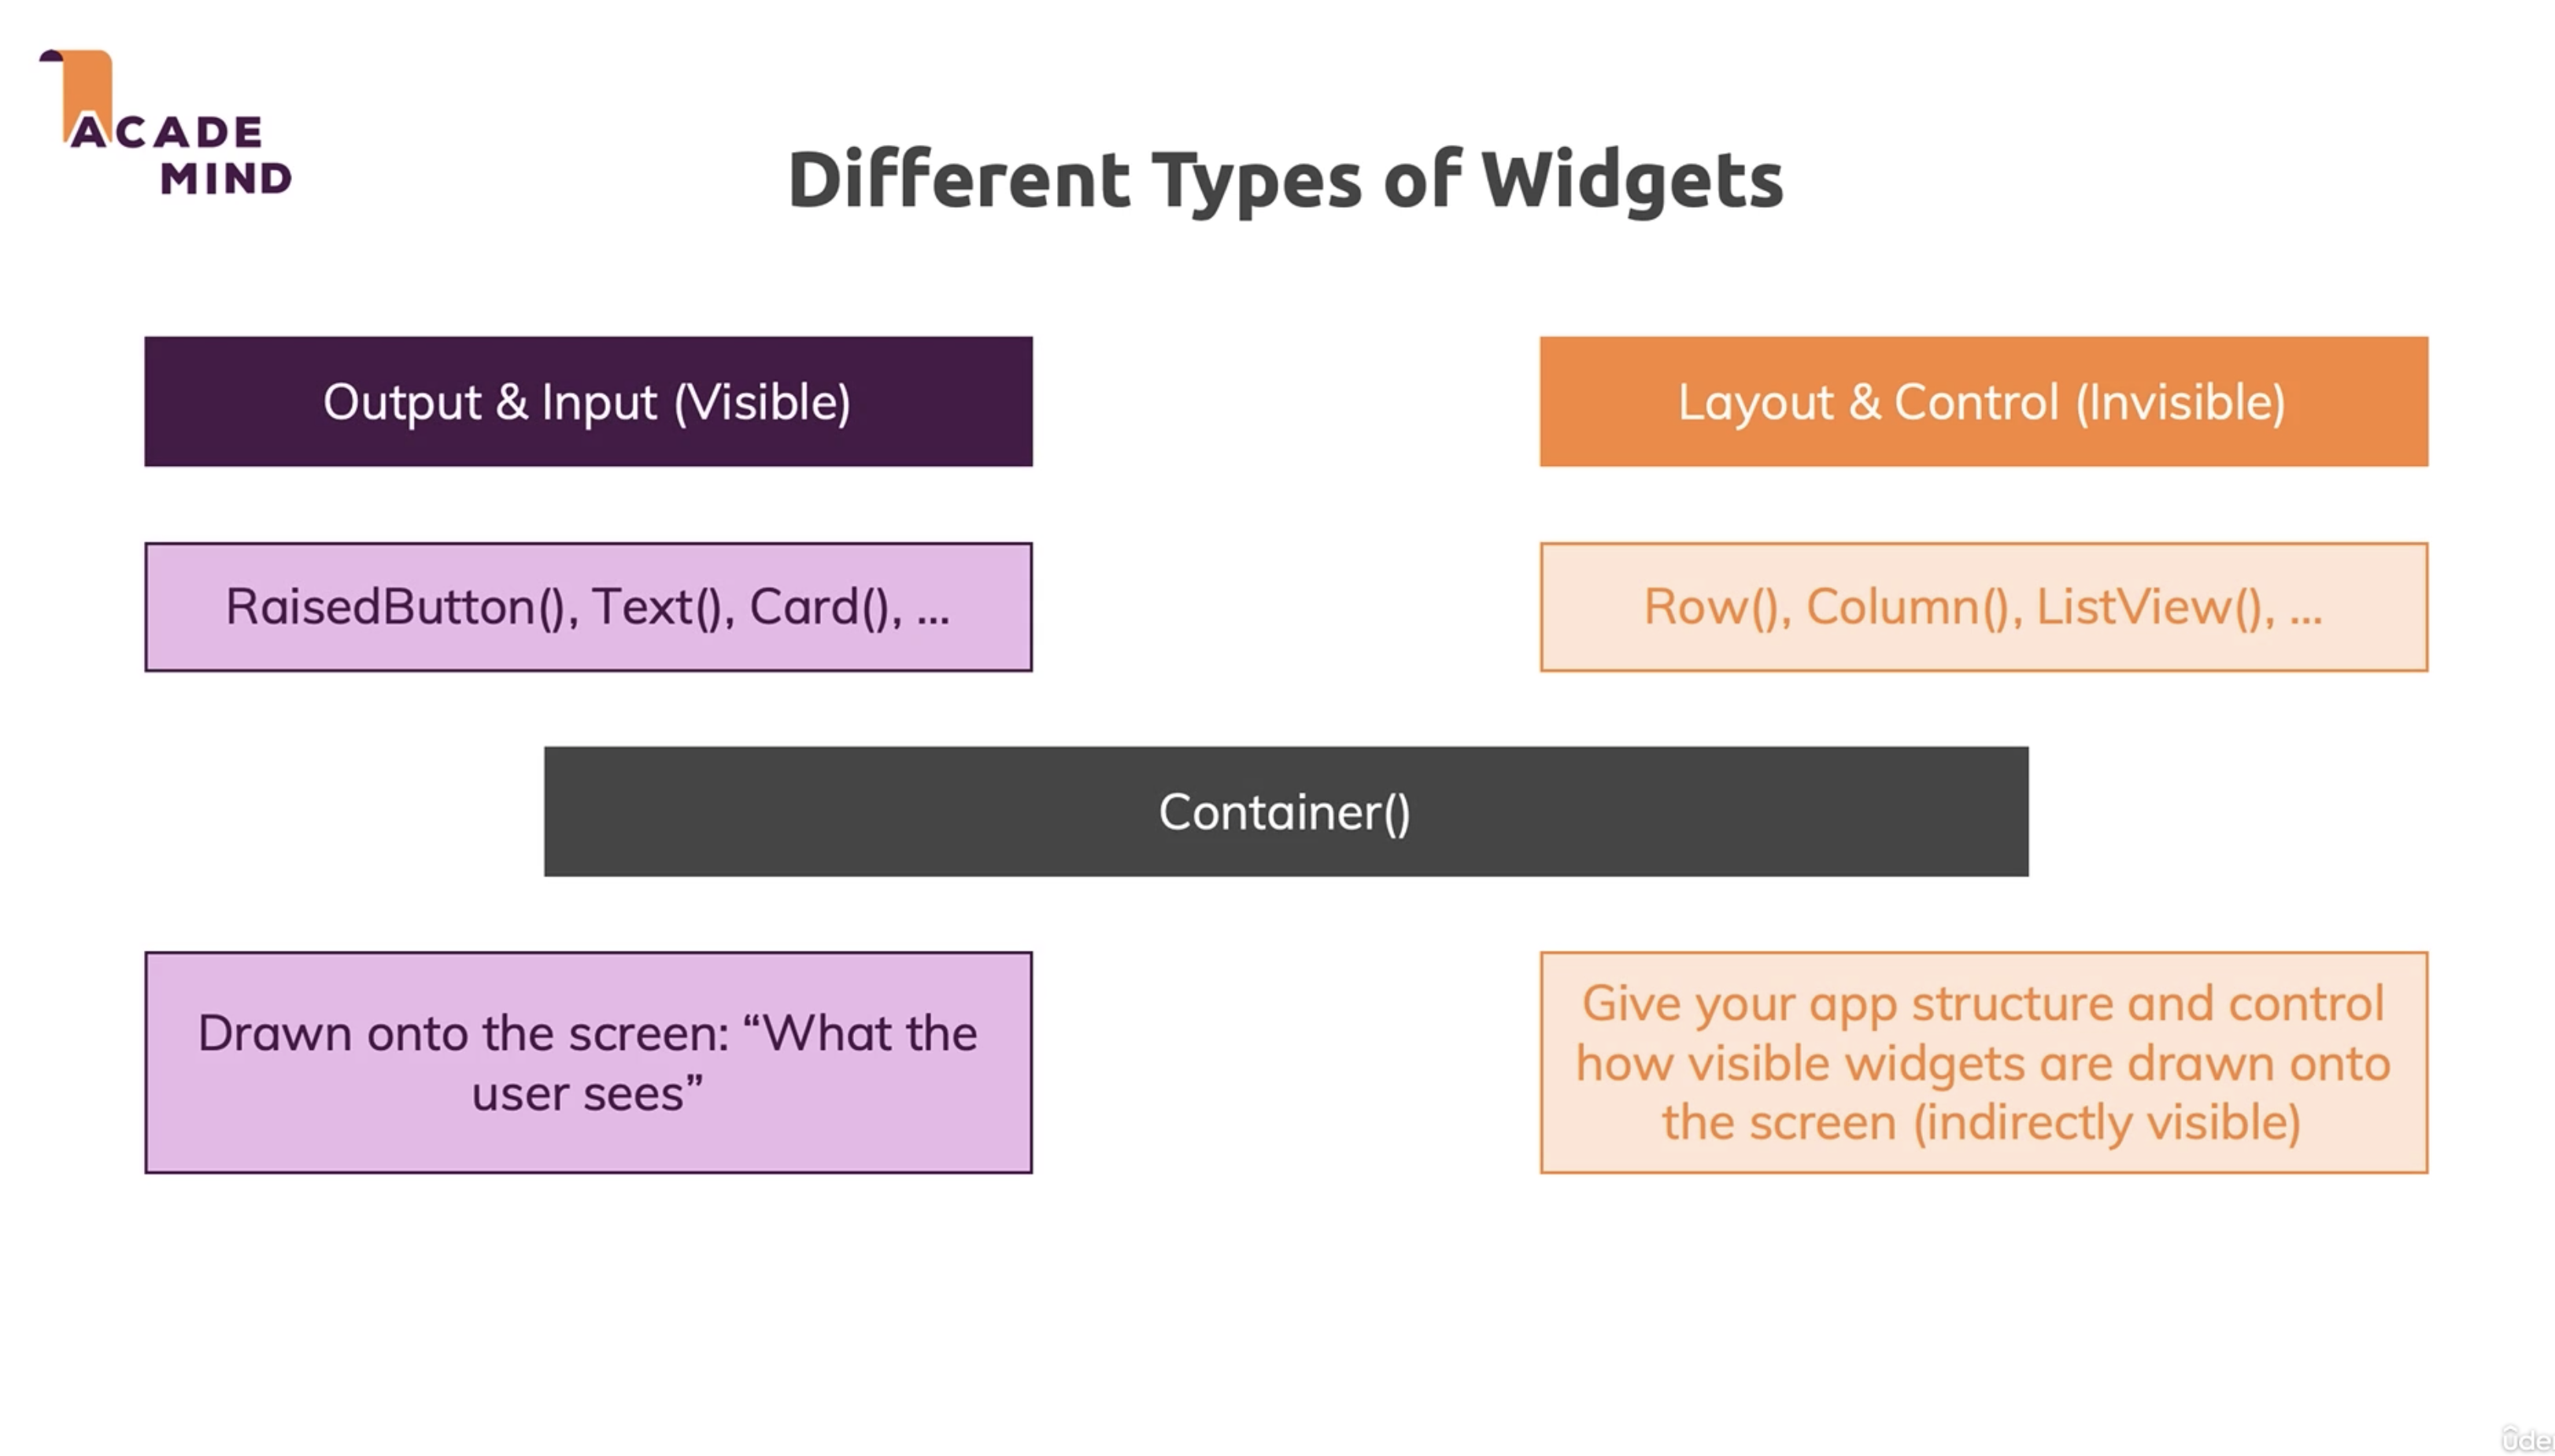 ACADE
MIND
Different Types of Widgets
Output & Input (Visible)
Layout & Control (Invisible)
RaisedButton(), Text(), Card(), ...
Row(), Column(), ListView(), ...
Container()
Drawn onto the screen: “What the
user sees”
Give your app structure and control
how visible widgets are drawn onto
the screen (indirectly visible)
ûde